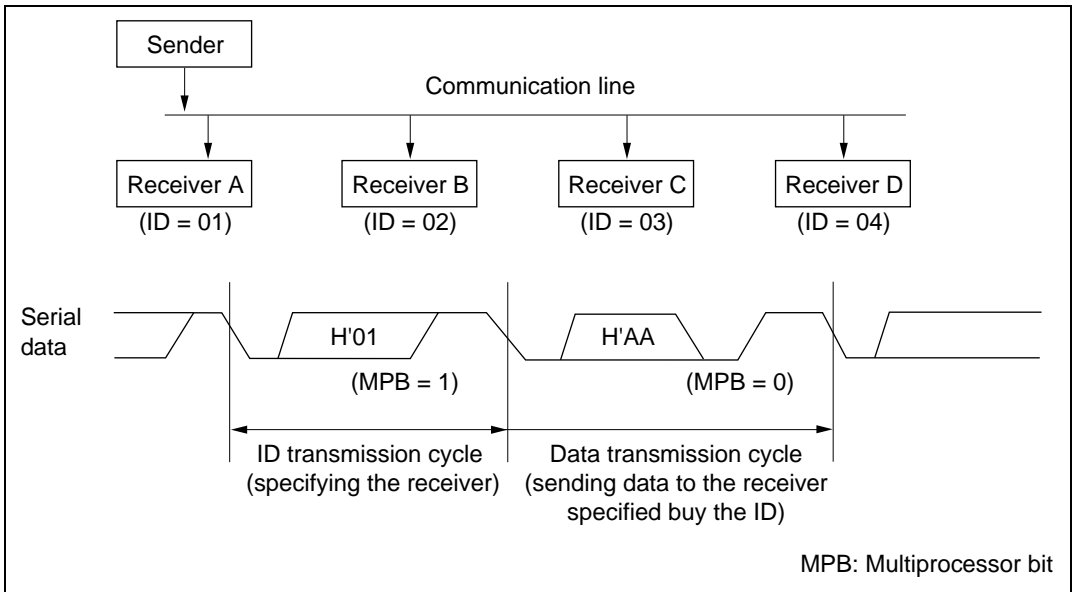 Sender
Communication line
Receiver A
Receiver B
Receiver C
Receiver D
(ID = 01)
(ID = 02)
(ID = 03)
(ID = 04)
Serial
data
H'01
H'AA
(MPB = 1)
(MPB = 0)
ID transmission cycle
(specifying the receiver)
Data transmission cycle
(sending data to the receiver
specified buy the ID)
MPB: Multiprocessor bit